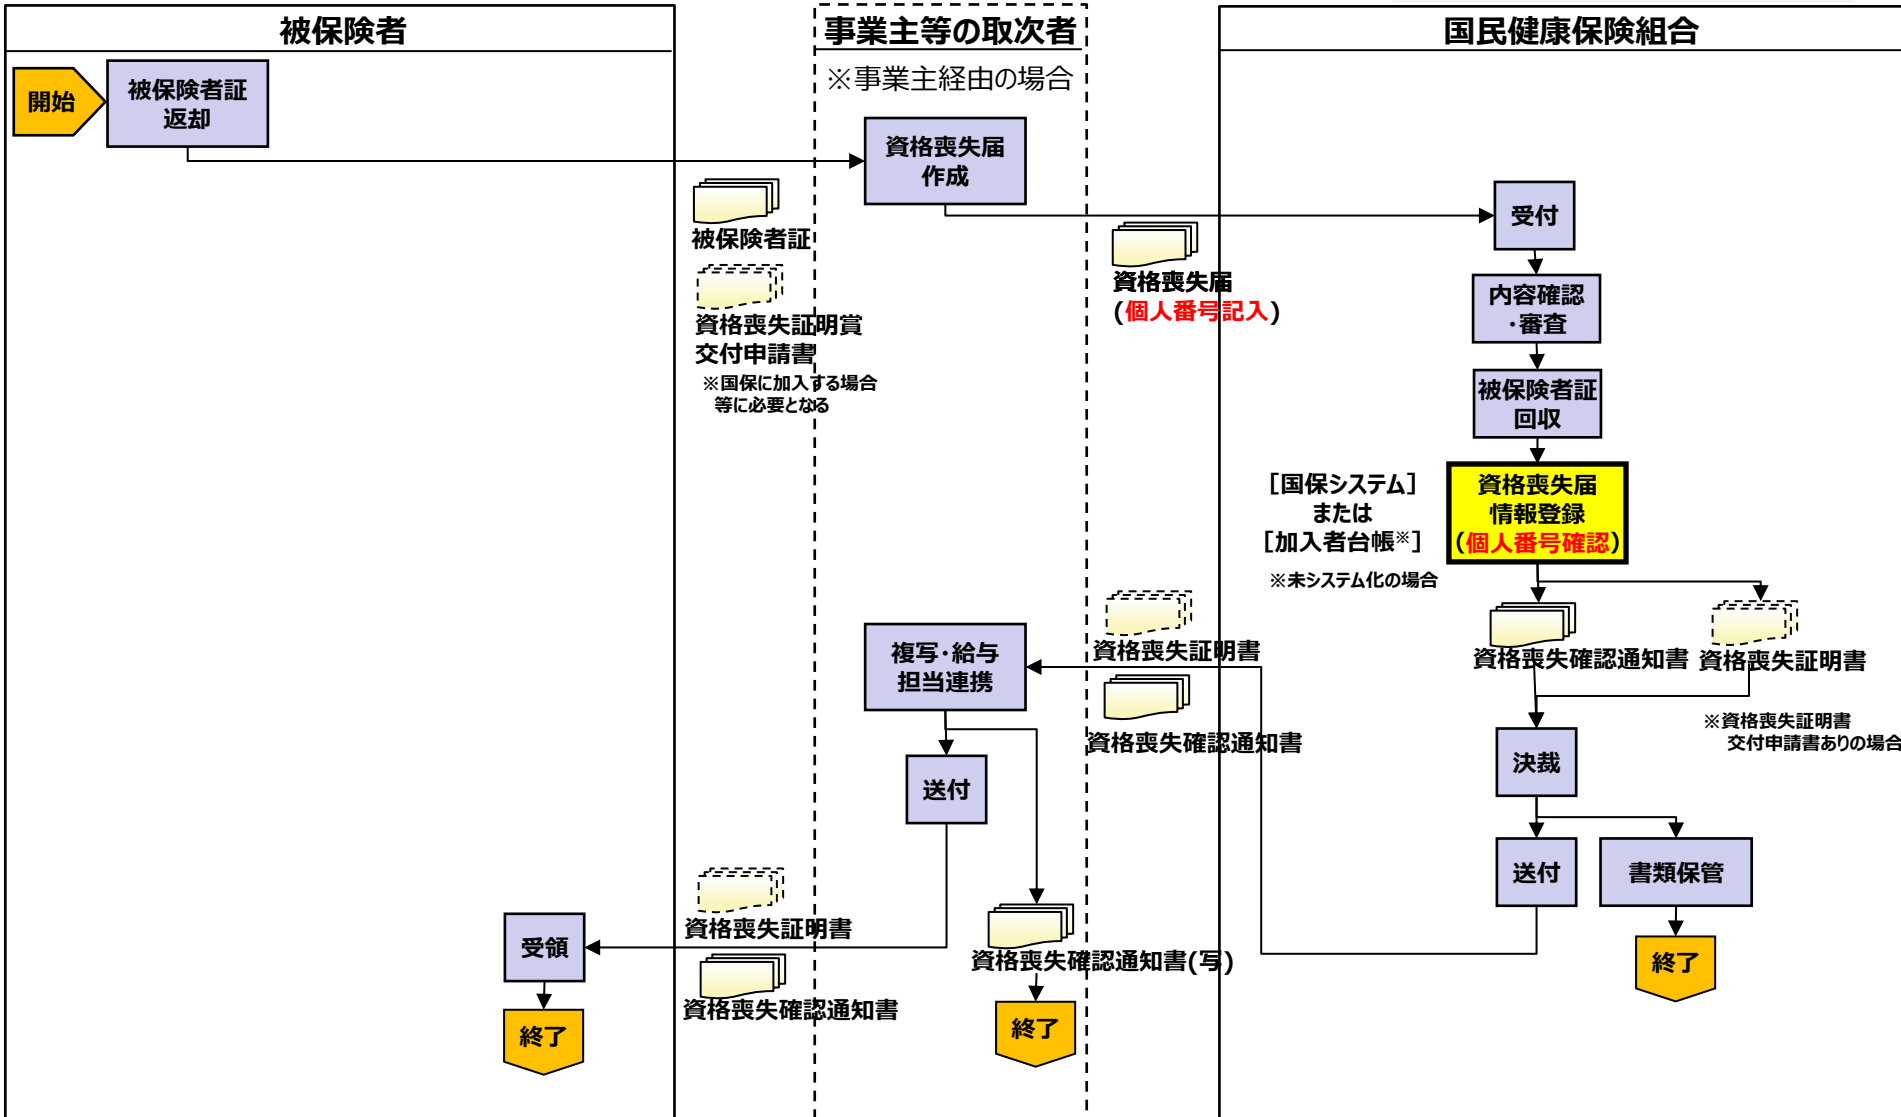 被保険者
事業主等の取次者
国民健康保険組合
※事業主経由の場合
開始
被保険者証
返却
資格喪失届
作成
被保険者証
資格喪失証明賞
交付申請書
※国保に加入する場合
等に必要となる
資格喪失届
(個人番号記入)
受付
内容確認
・審査
被保険者証
回収
[国保システム]
または
[加入者台帳※]
※未システム化の場合
資格喪失届
情報登録
(個人番号確認)
資格喪失確認通知書
資格喪失証明書
※資格喪失証明書
交付申請書ありの場合
決裁
送付
書類保管
終了
資格喪失証明書
資格喪失確認通知書
複写・給与
担当連携
送付
資格喪失確認通知書(写)
終了
資格喪失証明書
資格喪失確認通知書
受領
終了